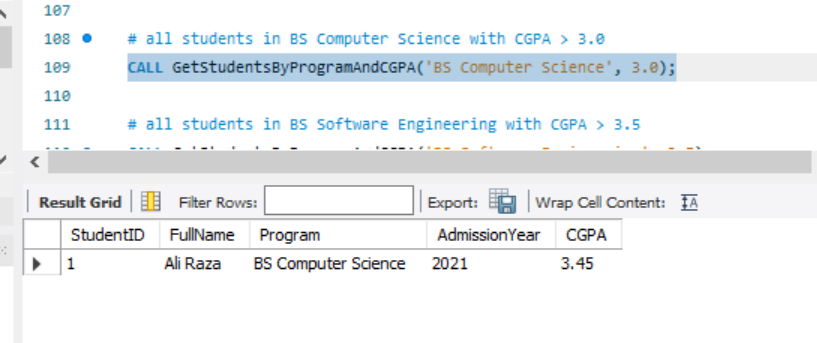 107
108 # all students in BS Computer Science with CGPA > 3.0
109 CALL GetStudentsByProgramAndCGPA('BS Computer Science', 3.0);
110
111 # all students in BS Software Engineering with CGPA > 3.5
Result Grid Filter Rows: Export: Wrap Cell Content: IA
StudentID FullName Program AdmissionYear CGPA
1 Ali Raza BS Computer Science 2021 3.45